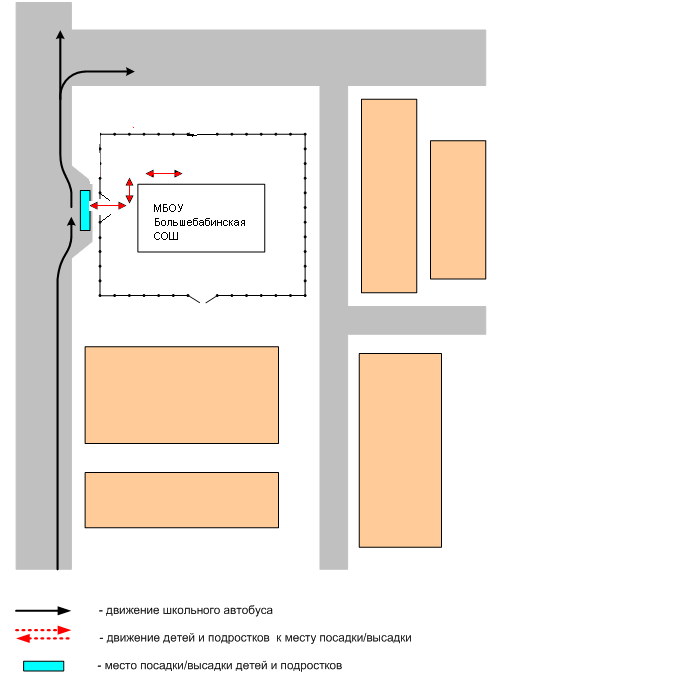 МБОУ
Большебабинская
СОШ
- движение школьного автобуса
- движение детей и подростков к месту посадки/высадки
- место посадки/высадки детей и подростков